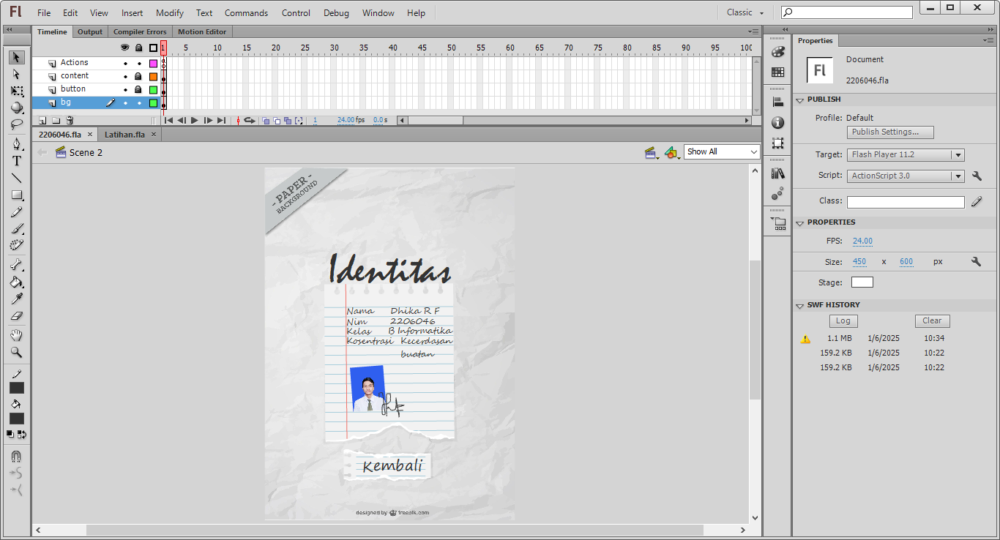 Fl File Edit View Insert Modify Text Commands Control Debug Window Help Classic
Timeline Output Compiler Errors Motion Editor
Properties
1 5 10 15 20 25 30 35 40 45 50 55 60 65 70 75 80 85 90 95 100
Actions
content
button
bg
1 24.00 fps 0.0 s
2206046.fla × Latihan.fla ×
Scene 2
Show All
- PAPER -
BACKGROUND
Identitas
Nama Dhika R F
Nim 2206046
Kelas B Informatika
Kosentrasi Kecerdasan
buatan
Kembali
designed by freepik.com
Fl
Document
2206046.fla
PUBLISH
Profile: Default
Publish Settings...
Target: Flash Player 11.2
Script: ActionScript 3.0
Class:
PROPERTIES
FPS: 24.00
Size: 450 x 600 px
Stage:
SWF HISTORY
Log Clear
1.1 MB 1/6/2025 10:34
159.2 KB 1/6/2025 10:22
159.2 KB 1/6/2025 10:22